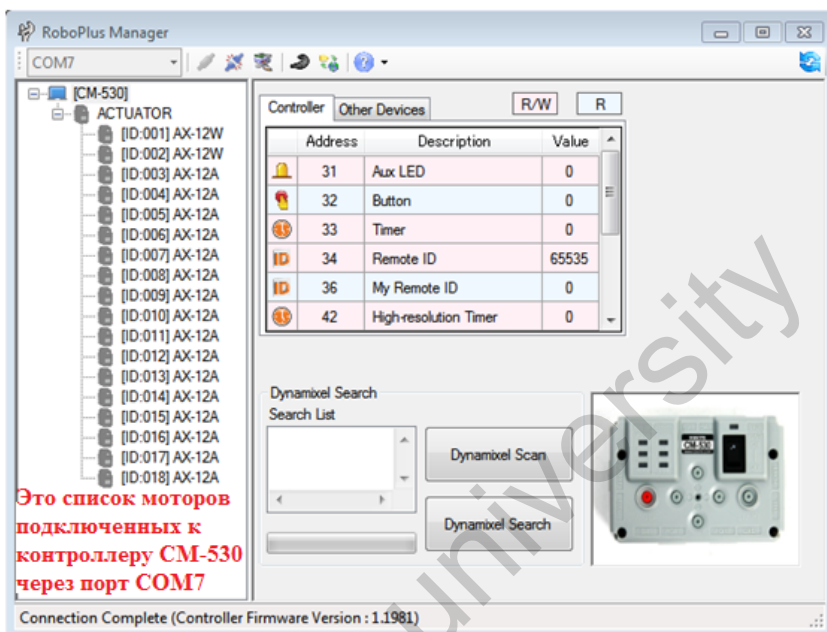 RoboPlus Manager
COM7
[CM-530]
ACTUATOR
[ID:001] AX-12W
[ID:002] AX-12W
[ID:003] AX-12A
[ID:004] AX-12A
[ID:005] AX-12A
[ID:006] AX-12A
[ID:007] AX-12A
[ID:008] AX-12A
[ID:009] AX-12A
[ID:010] AX-12A
[ID:011] AX-12A
[ID:012] AX-12A
[ID:013] AX-12A
[ID:014] AX-12A
[ID:015] AX-12A
[ID:016] AX-12A
[ID:017] AX-12A
[ID:018] AX-12A
Это список моторов
подключенных к
контроллеру CM-530
через порт COM7
Controller Other Devices R/W R
Address Description Value
31 Aux LED 0
32 Button 0
33 Timer 0
ID 34 Remote ID 65535
ID 36 My Remote ID 0
42 High-resolution Timer 0
Dynamixel Search
Search List
Dynamixel Scan
Dynamixel Search
CM-530
university
Connection Complete (Controller Firmware Version : 1.1981)